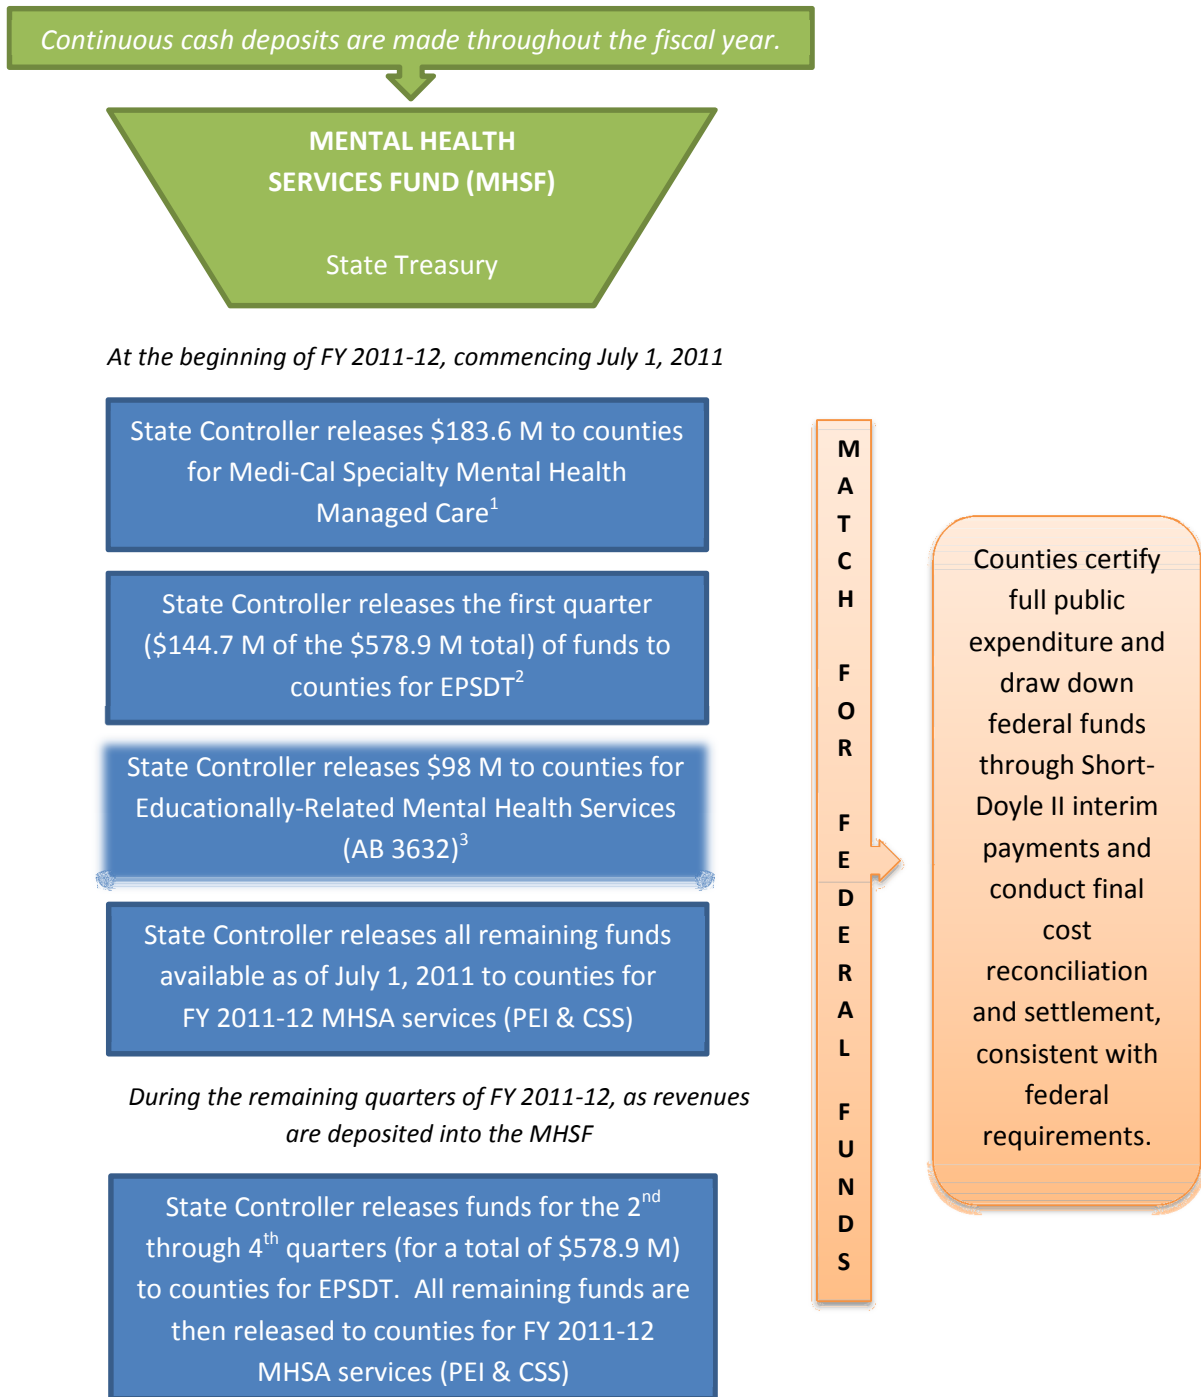 Continuous cash deposits are made throughout the fiscal year.
MENTAL HEALTH
SERVICES FUND (MHSF)
State Treasury
At the beginning of FY 2011-12, commencing July 1, 2011
State Controller releases $183.6 M to counties
for Medi-Cal Specialty Mental Health
Managed Care1
State Controller releases the first quarter
($144.7 M of the $578.9 M total) of funds to
counties for EPSDT2
State Controller releases $98 M to counties for
Educationally-Related Mental Health Services
(AB 3632)3
State Controller releases all remaining funds
available as of July 1, 2011 to counties for
FY 2011-12 MHSA services (PEI & CSS)
During the remaining quarters of FY 2011-12, as revenues
are deposited into the MHSF
State Controller releases funds for the 2nd
through 4th quarters (for a total of $578.9 M)
to counties for EPSDT. All remaining funds are
then released to counties for FY 2011-12
MHSA services (PEI & CSS)
M
A
T
C
H
F
O
R
F
E
D
E
R
A
L
F
U
N
D
S
Counties certify
full public
expenditure and
draw down
federal funds
through Short-
Doyle II interim
payments and
conduct final
cost
reconciliation
and settlement,
consistent with
federal
requirements.